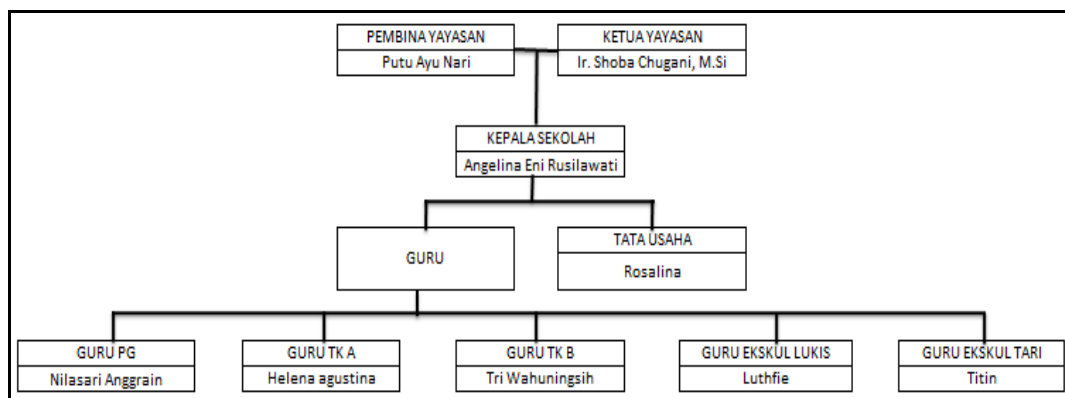 PEMBINA YAYASAN
Putu Ayu Nari
KETUA YAYASAN
Ir. Shoba Chugani, M.Si
KEPALA SEKOLAH
Angelina Eni Rusilawati
GURU
TATA USAHA
Rosalina
GURU PG
Nilasari Anggrain
GURU TK A
Helena agustina
GURU TK B
Tri Wahuningsih
GURU EKSKUL LUKIS
Luthfie
GURU EKSKUL TARI
Titin